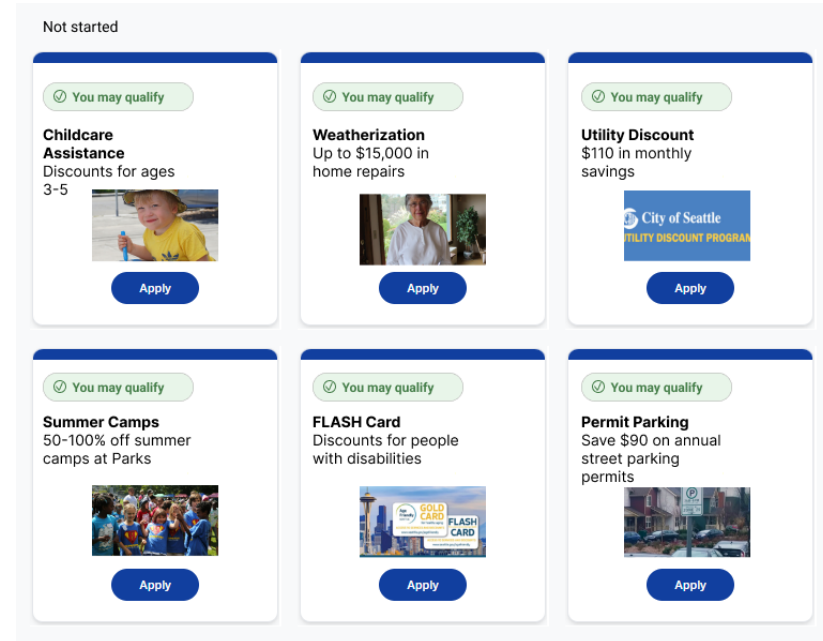 Not started
You may qualify
You may qualify
You may qualify
Childcare
Assistance
Discounts for ages
3-5
Weatherization
Up to $15,000 in
home repairs
Utility Discount
$110 in monthly
savings
City of Seattle
UTILITY DISCOUNT PROGRAM
Apply
Apply
Apply
You may qualify
You may qualify
You may qualify
Summer Camps
50-100% off summer
camps at Parks
FLASH Card
Discounts for people
with disabilities
Permit Parking
Save $90 on annual
street parking
permits
Age
Friendly
GOLD
CARD
FLASH
CARD
P
Apply
Apply
Apply